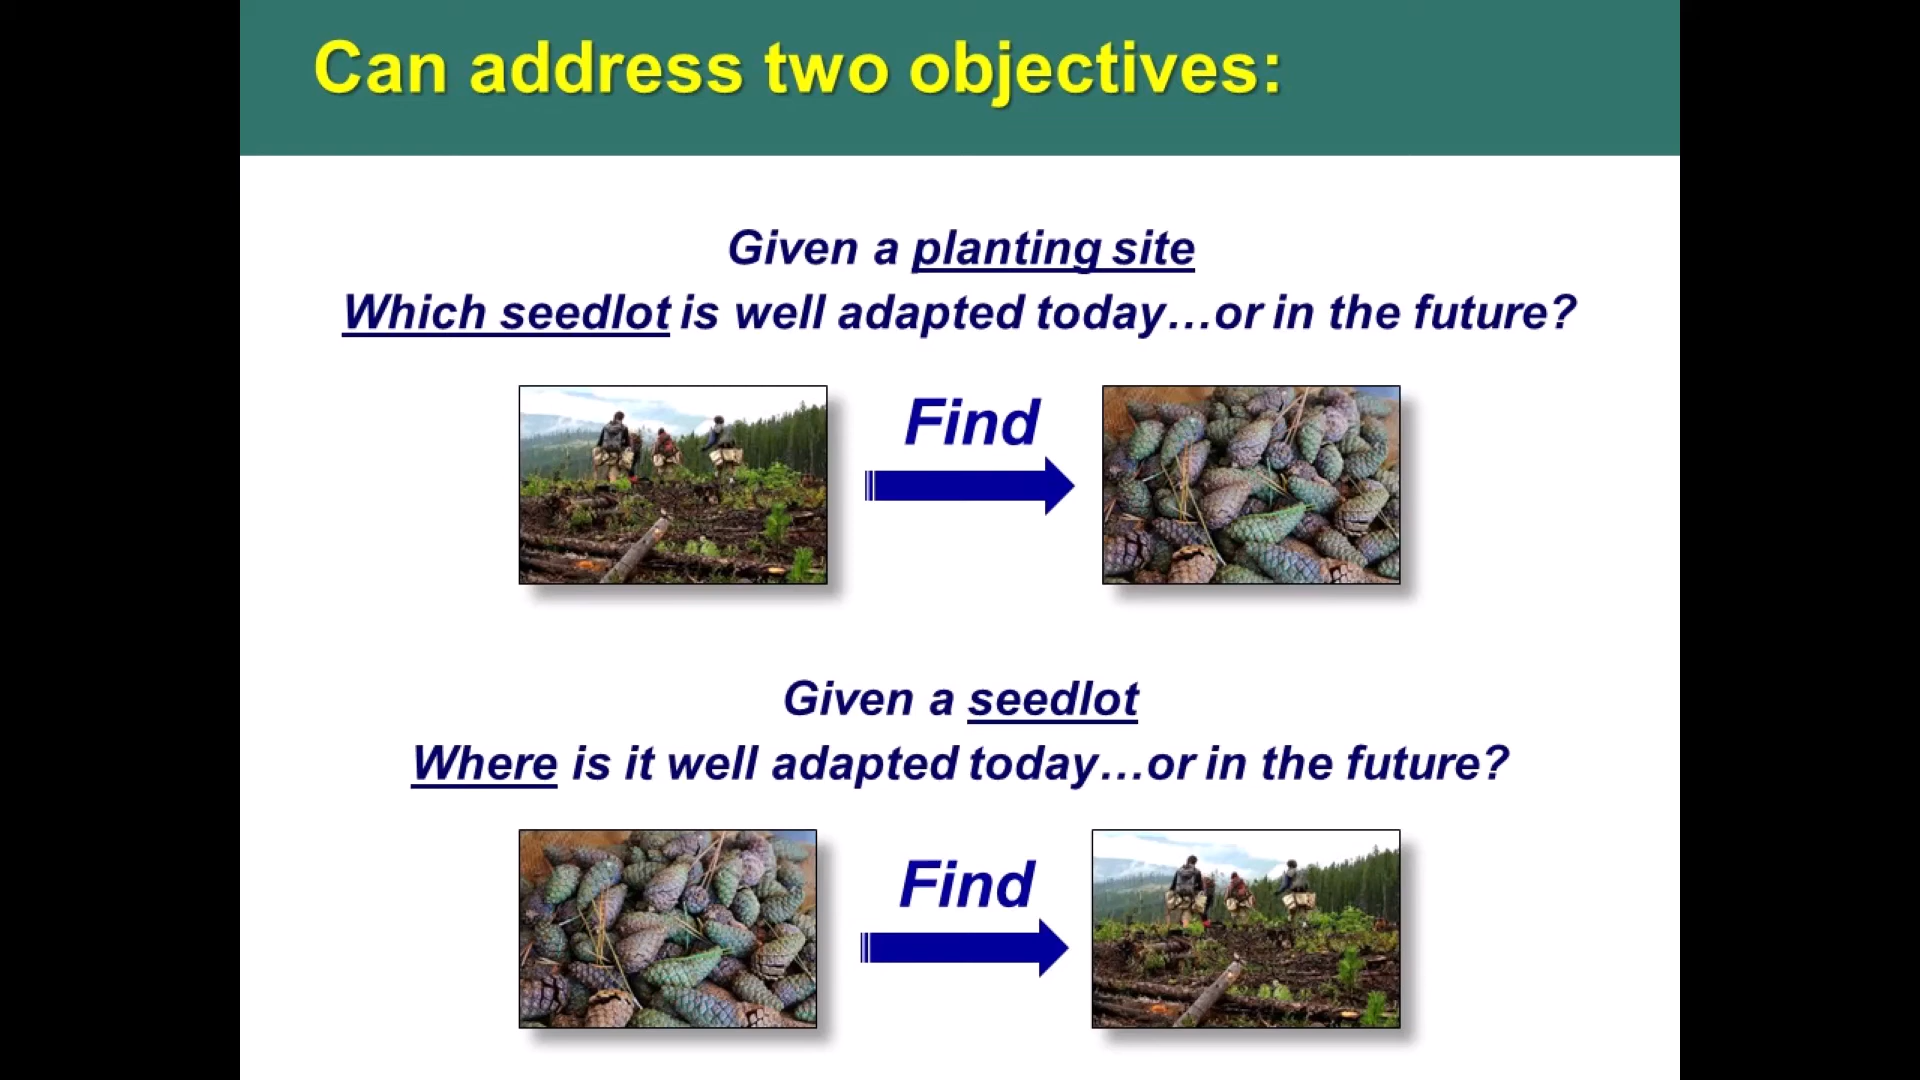 Can address two objectives:
Given a planting site
Which seedlot is well adapted today…or in the future?
Find
Given a seedlot
Where is it well adapted today…or in the future?
Find